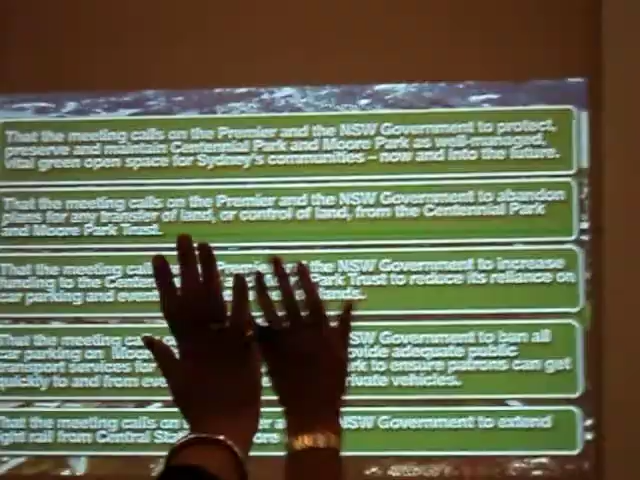 That the meeting calls on the Premier and the NSW Government to protect,
and maintain Centennial Park and Moore Park as well-managed,
vital green open space for Sydney's communities – now and into the future.
That the meeting calls on the Premier and the NSW Government to abandon
plans for any transfer of land, or control of land, from the Centennial Park
and Moore Park Trust.
That the meeting Premier the NSW Government to increase
funding to the Park Trust to reduce its reliance on
car parking and lands.
That the meeting NSW Government to ban all
car parking on adequate public
transport services to ensure patrons can get
quickly to and from private vehicles.
That the meeting calls on NSW Government to extend
light rail from Central